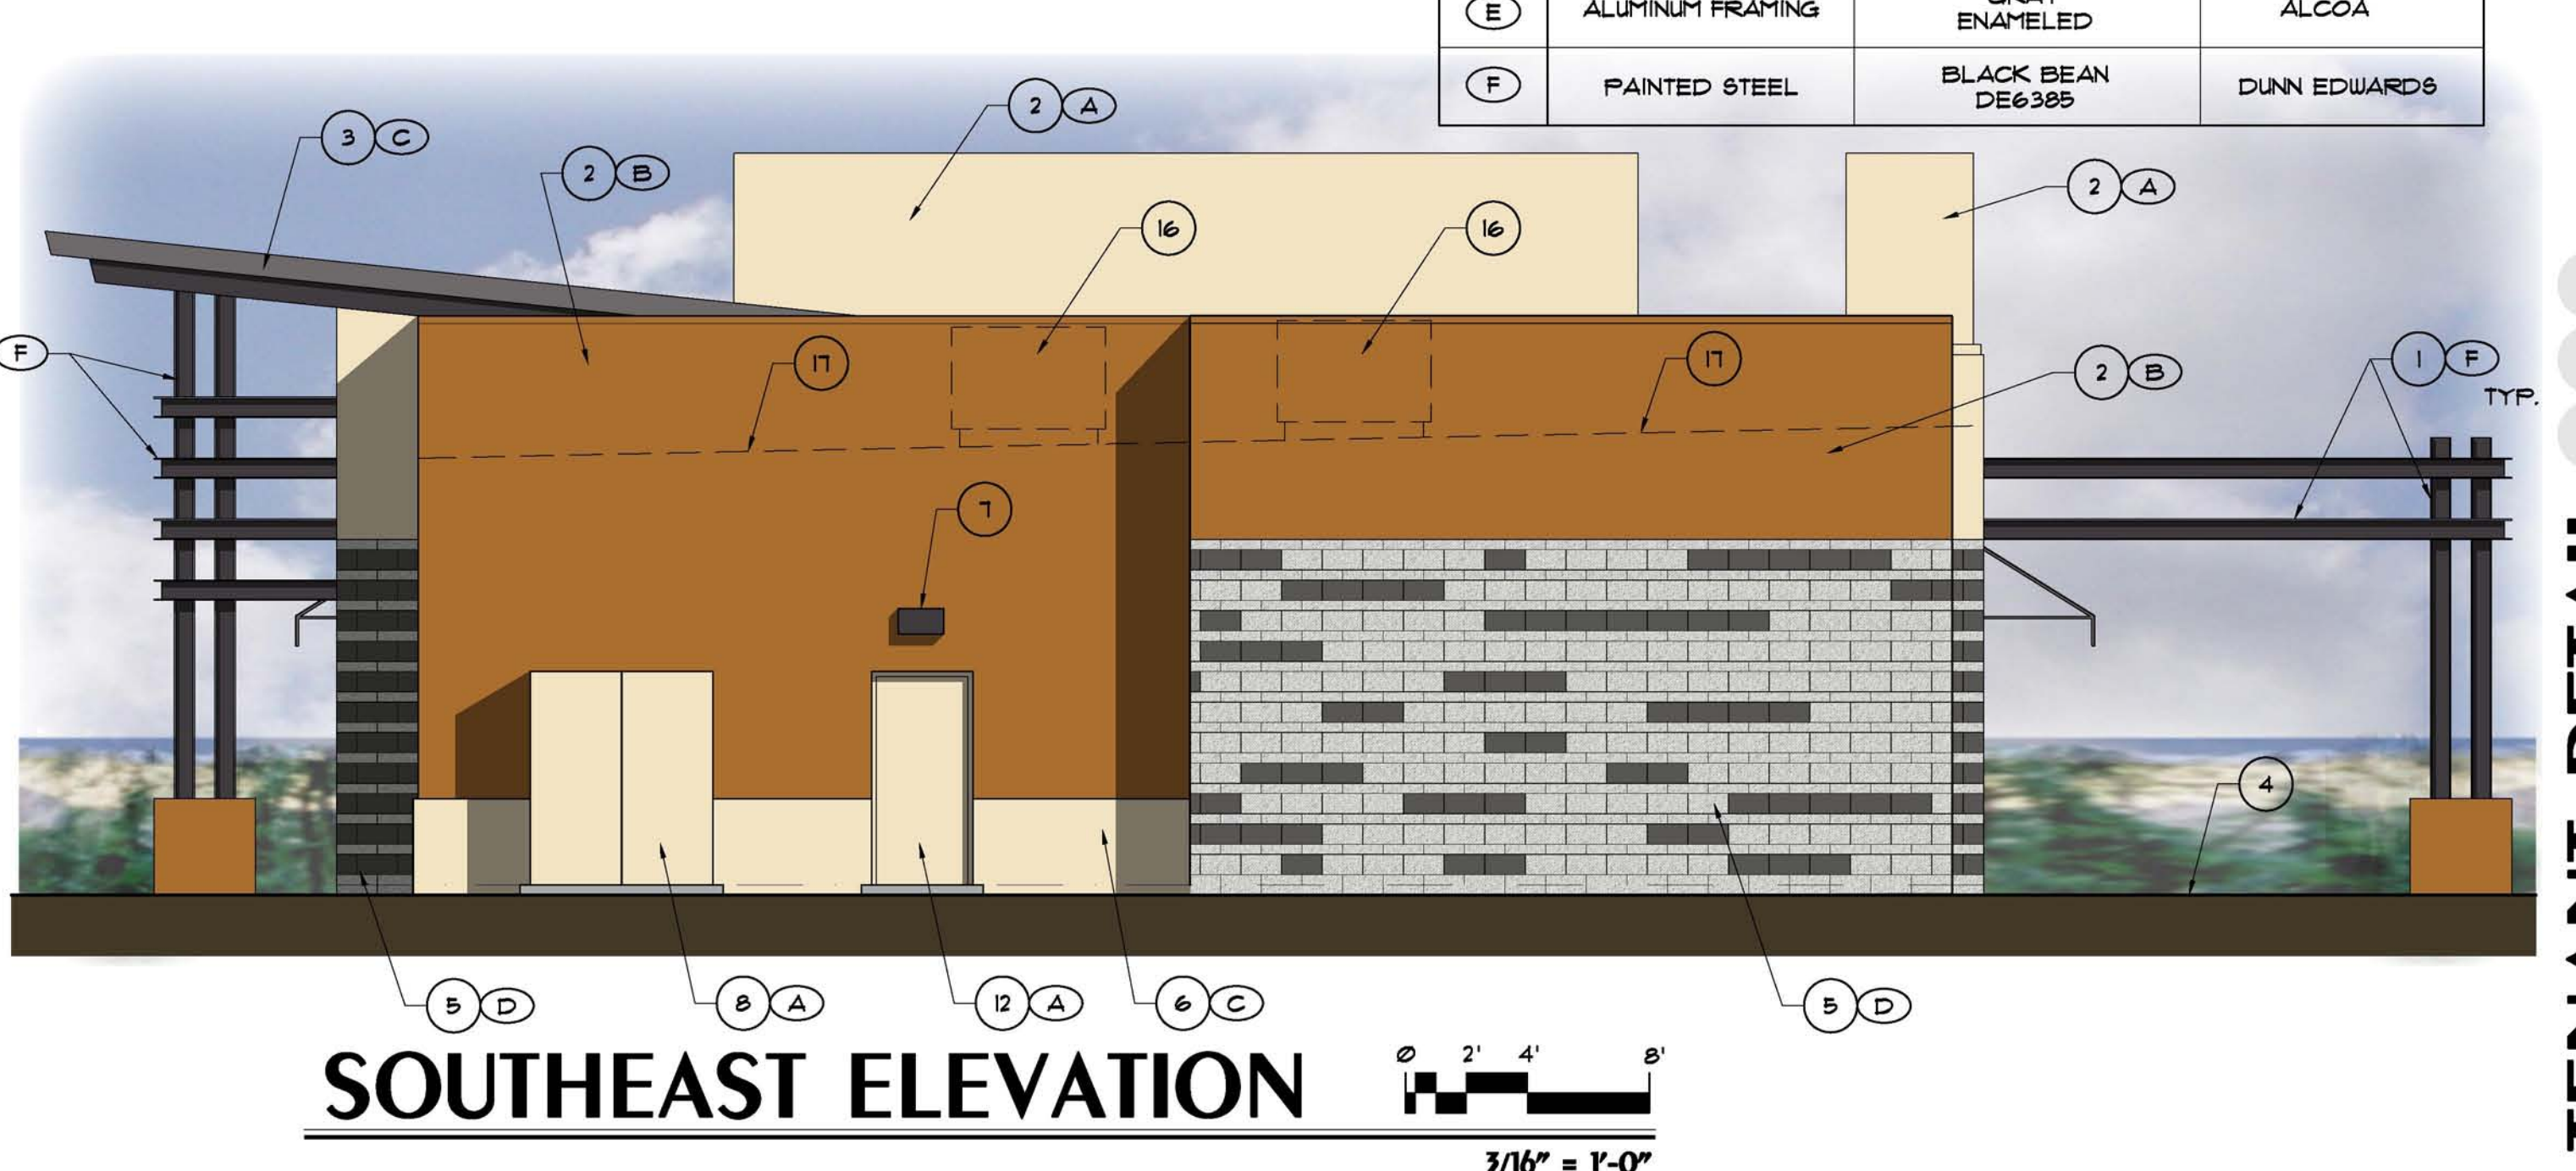 E ALUMINUM FRAMING ENAMELED ALCOA
F PAINTED STEEL BLACK BEAN DE6385 DUNN EDWARDS
2 A
3 C
2 B
2 A
16
16
F
17
17
2 B
1 F
TYP.
7
4
5 D
8 A
12 A
6 C
5 D
SOUTHEAST ELEVATION
0 2' 4' 8'
3/16" = 1'-0"